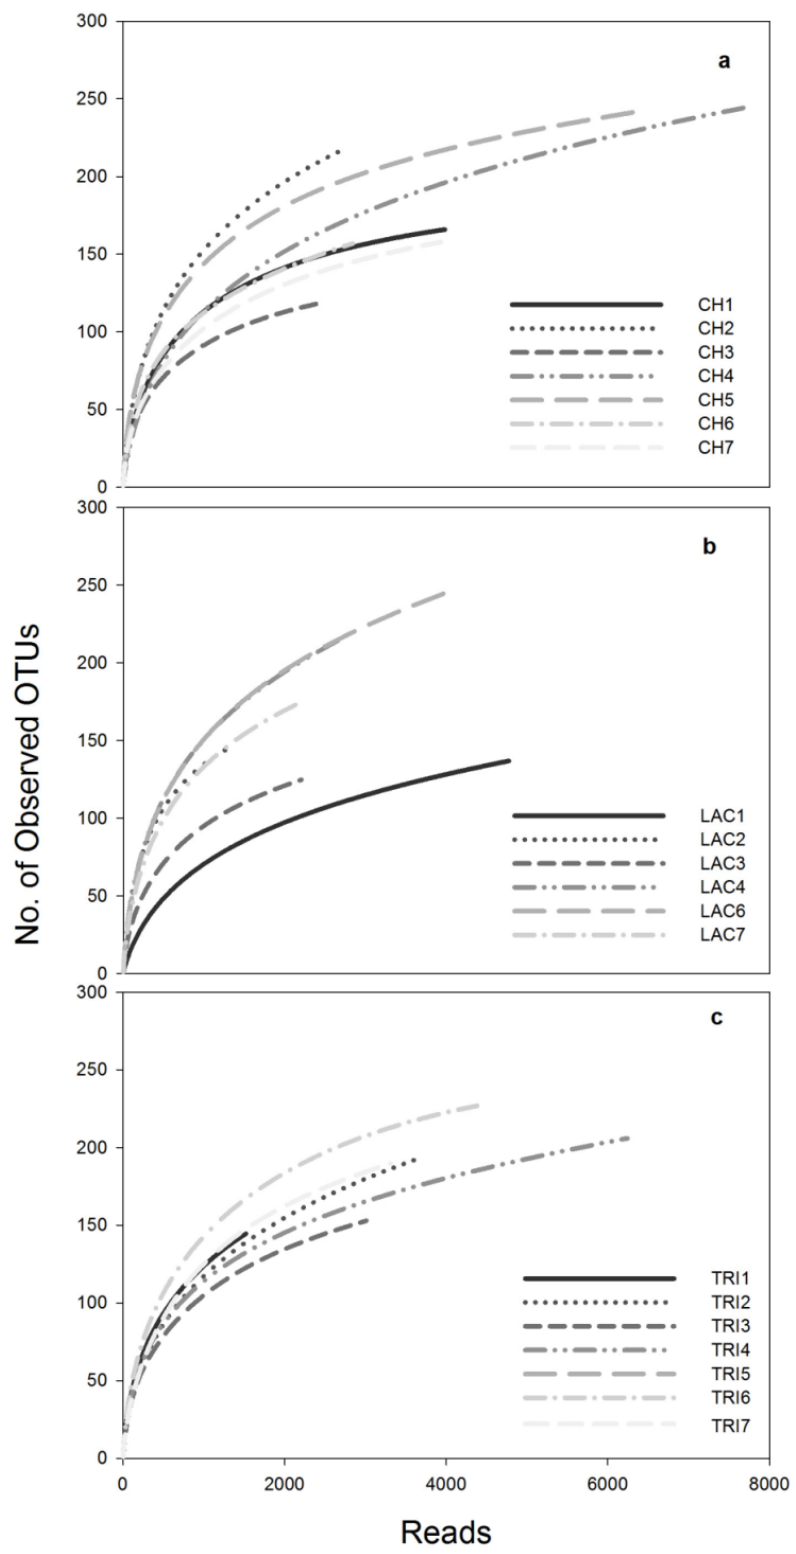 300
a
250
200
150
CH1
100
CH2
CH3
CH4
50
CH5
CH6
CH7
0
300
b
250
200
150
LAC1
100
LAC2
LAC3
LAC4
50
LAC6
LAC7
0
No. of Observed OTUs
300
c
250
200
150
TRI1
100
TRI2
TRI3
TRI4
50
TRI5
TRI6
TRI7
0
0 2000 4000 6000 8000
Reads